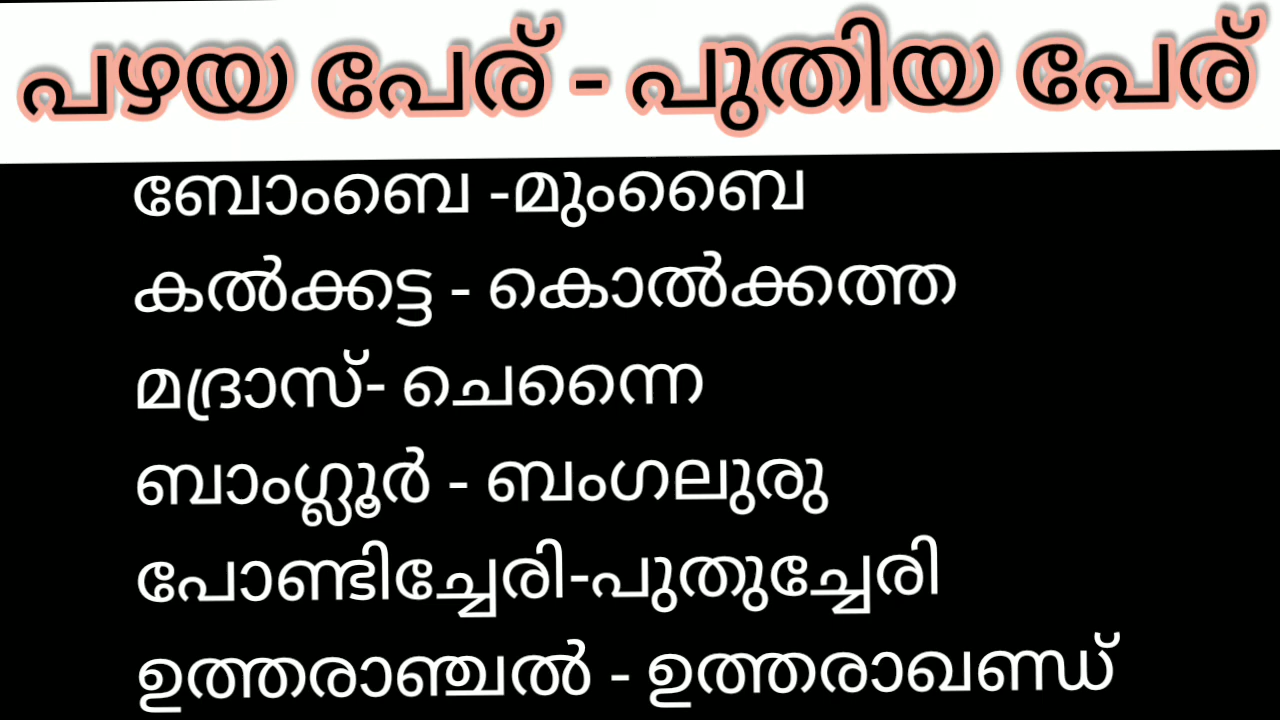 പഴയ പേര് - പുതിയ പേര്
ബോംബെ -മുംബൈ
കൽക്കട്ട - കൊൽക്കത്ത
മദ്രാസ്- ചെന്നൈ
ബാംഗ്ലൂർ - ബംഗലുരു
പോണ്ടിച്ചേരി-പുതുച്ചേരി
ഉത്തരാഞ്ചൽ - ഉത്തരാഖണ്ഡ്